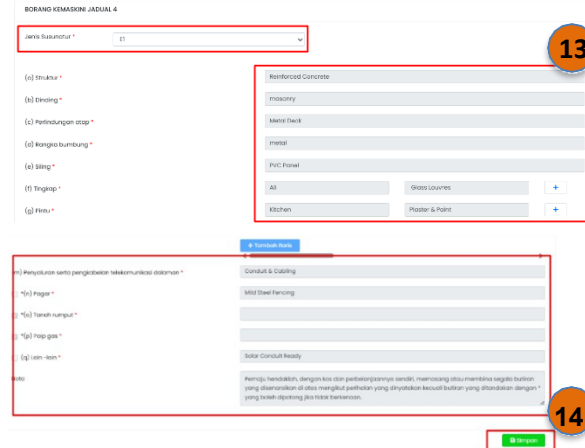 BORANG KEMASKINI JADUAL 4
Jenis Susunatur * E1
13
(a) Struktur * Reinforced Concrete
(b) Dinding * masonry
(c) Perlindungan atap * Metal Deck
(d) Rangka bumbung * metal
(e) Siling * PVC Panel
(f) Tingkap * All Glass Louvres +
(g) Pintu * Kitchen Plaster & Paint +
+ Tambah Baris
(m) Penyaluran serta pengkabelan telekomunikasi dalaman * Conduit & Cabling
*(n) Pagar * Mild Steel Fencing
*(o) Tanah rumput *
*(p) Paip gas *
(q) Lain-lain * Solar Conduit Ready
Nota Pemaju hendaklah, dengan kos dan perbelanjaannya sendiri, memasang atau membina segala butiran
yang disenaraikan di atas mengikut perihalan yang dinyatakan kecuali butiran yang ditandakan dengan *
yang boleh dipotong jika tidak berkenaan.
14
Simpan